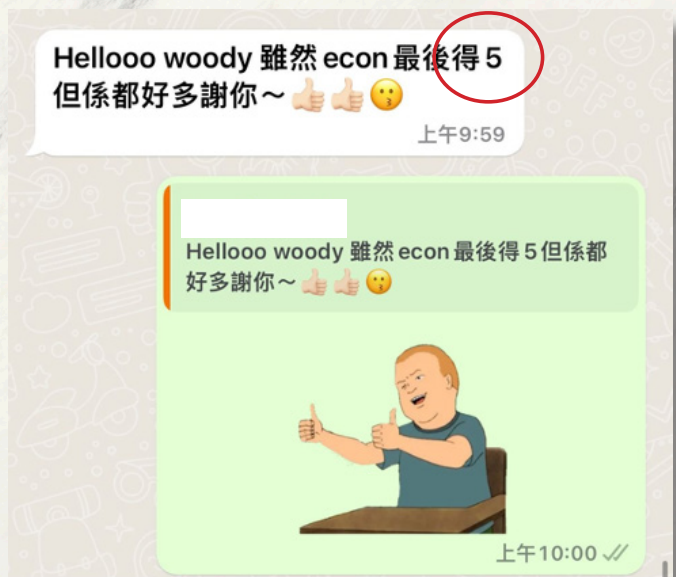 Hellooo woody 雖然 econ 最後得 5
但係都好多謝你～👍🏻👍🏻😗
上午9:59
Hellooo woody 雖然 econ 最後得 5 但係都
好多謝你～👍🏻👍🏻😗
上午10:00